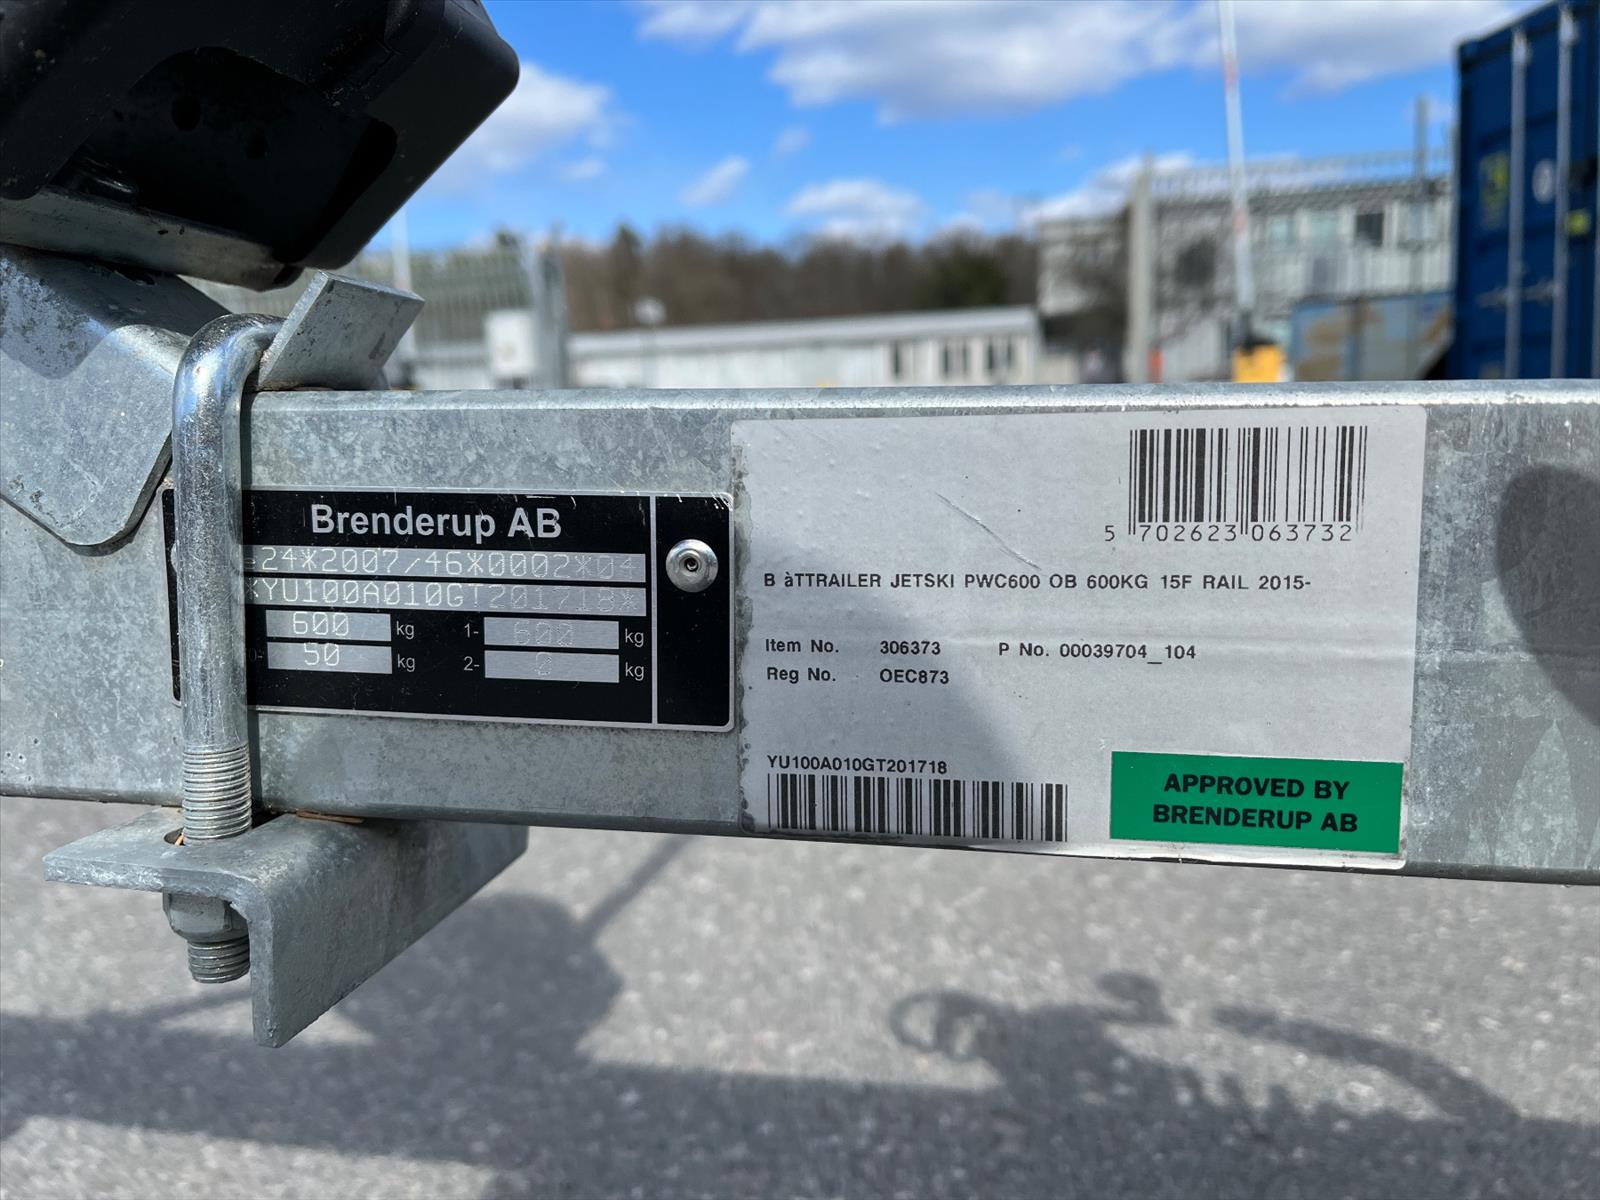 Brenderup AB
24*2007/46*0002*04
*YU100A010GT201718*
600 kg 1- 600 kg
50 kg 2- 0 kg
5 702623 063732
B àTTRAILER JETSKI PWC600 OB 600KG 15F RAIL 2015-
Item No. 306373 P No. 00039704_104
Reg No. OEC873
YU100A010GT201718
APPROVED BY
BRENDERUP AB